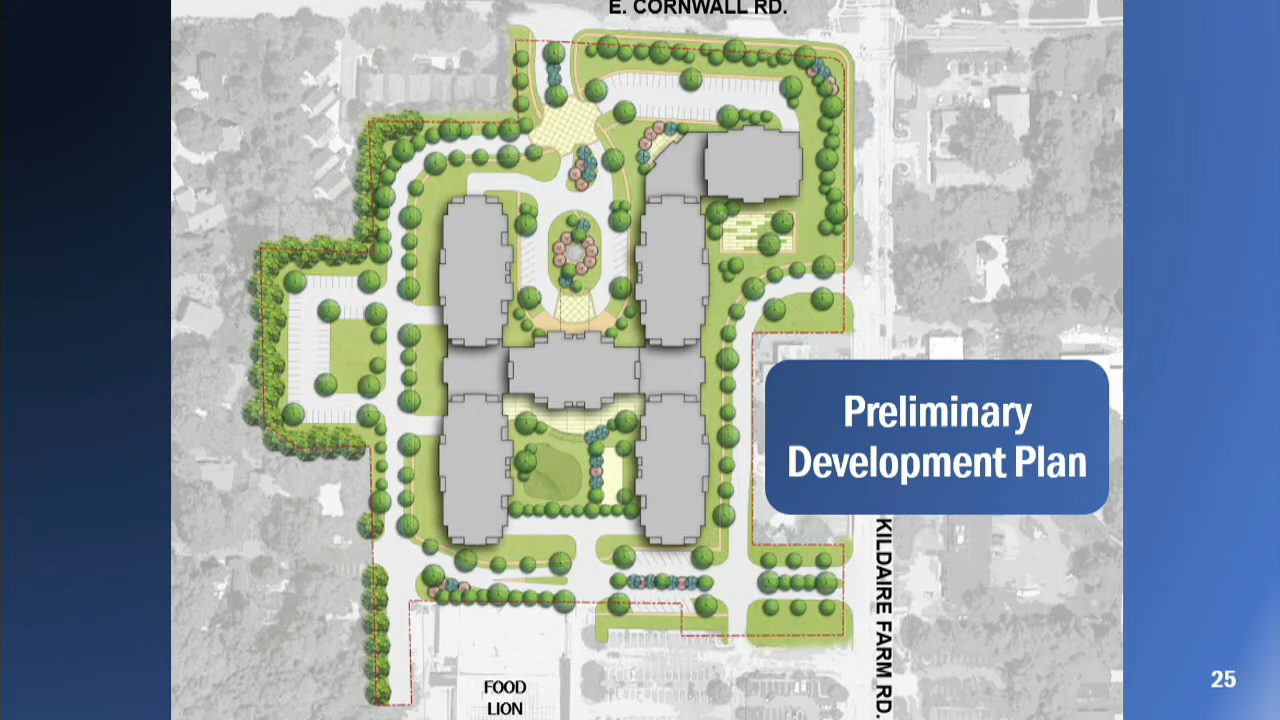 E. CORNWALL RD.
Preliminary
Development Plan
KILDAIRE FARM RD.
FOOD
LION
25